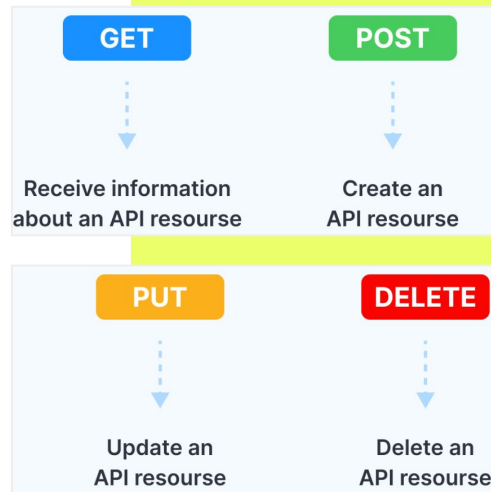 GET
POST
Receive information
about an API resourse
Create an
API resourse
PUT
DELETE
Update an
API resourse
Delete an
API resourse